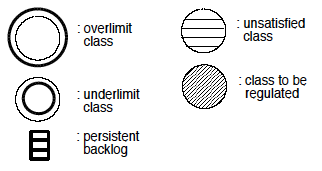 : overlimit
class
: unsatisfied
class
: underlimit
class
: class to be
regulated
: persistent
backlog